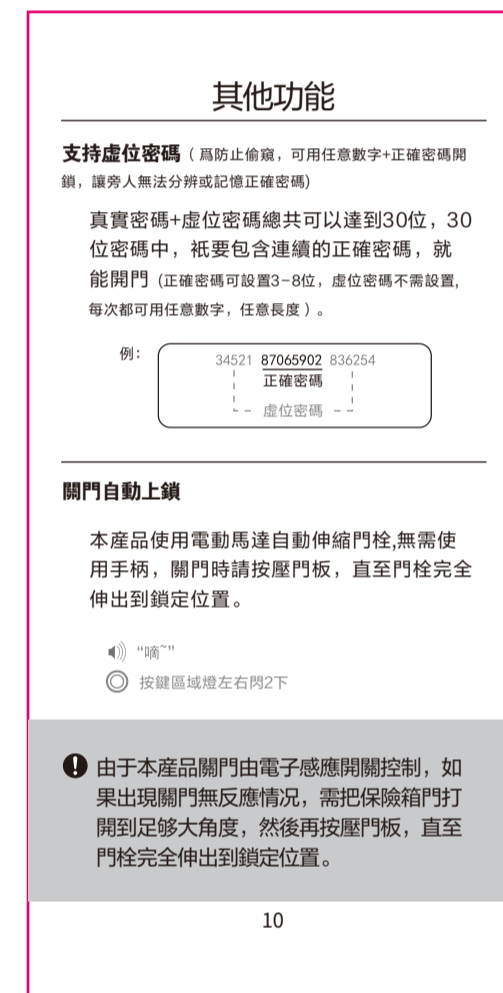 其他功能
支持虛位密碼（爲防止偷窺，可用任意數字+正確密碼開
鎖，讓旁人無法分辨或記憶正確密碼)
真實密碼+虛位密碼總共可以達到30位，30
位密碼中，衹要包含連續的正確密碼，就
能開門（正確密碼可設置3-8位，虛位密碼不需設置,
每次都可用任意數字，任意長度）。
例：
34521 87065902 836254
正確密碼
虛位密碼
關門自動上鎖
本産品使用電動馬達自動伸縮門栓,無需使
用手柄，關門時請按壓門板，直至門栓完全
伸出到鎖定位置。
“嘀~”
按鍵區域燈左右閃2下
由于本産品關門由電子感應開關控制，如
果出現關門無反應情况，需把保險箱門打
開到足够大角度，然後再按壓門板，直至
門栓完全伸出到鎖定位置。
10